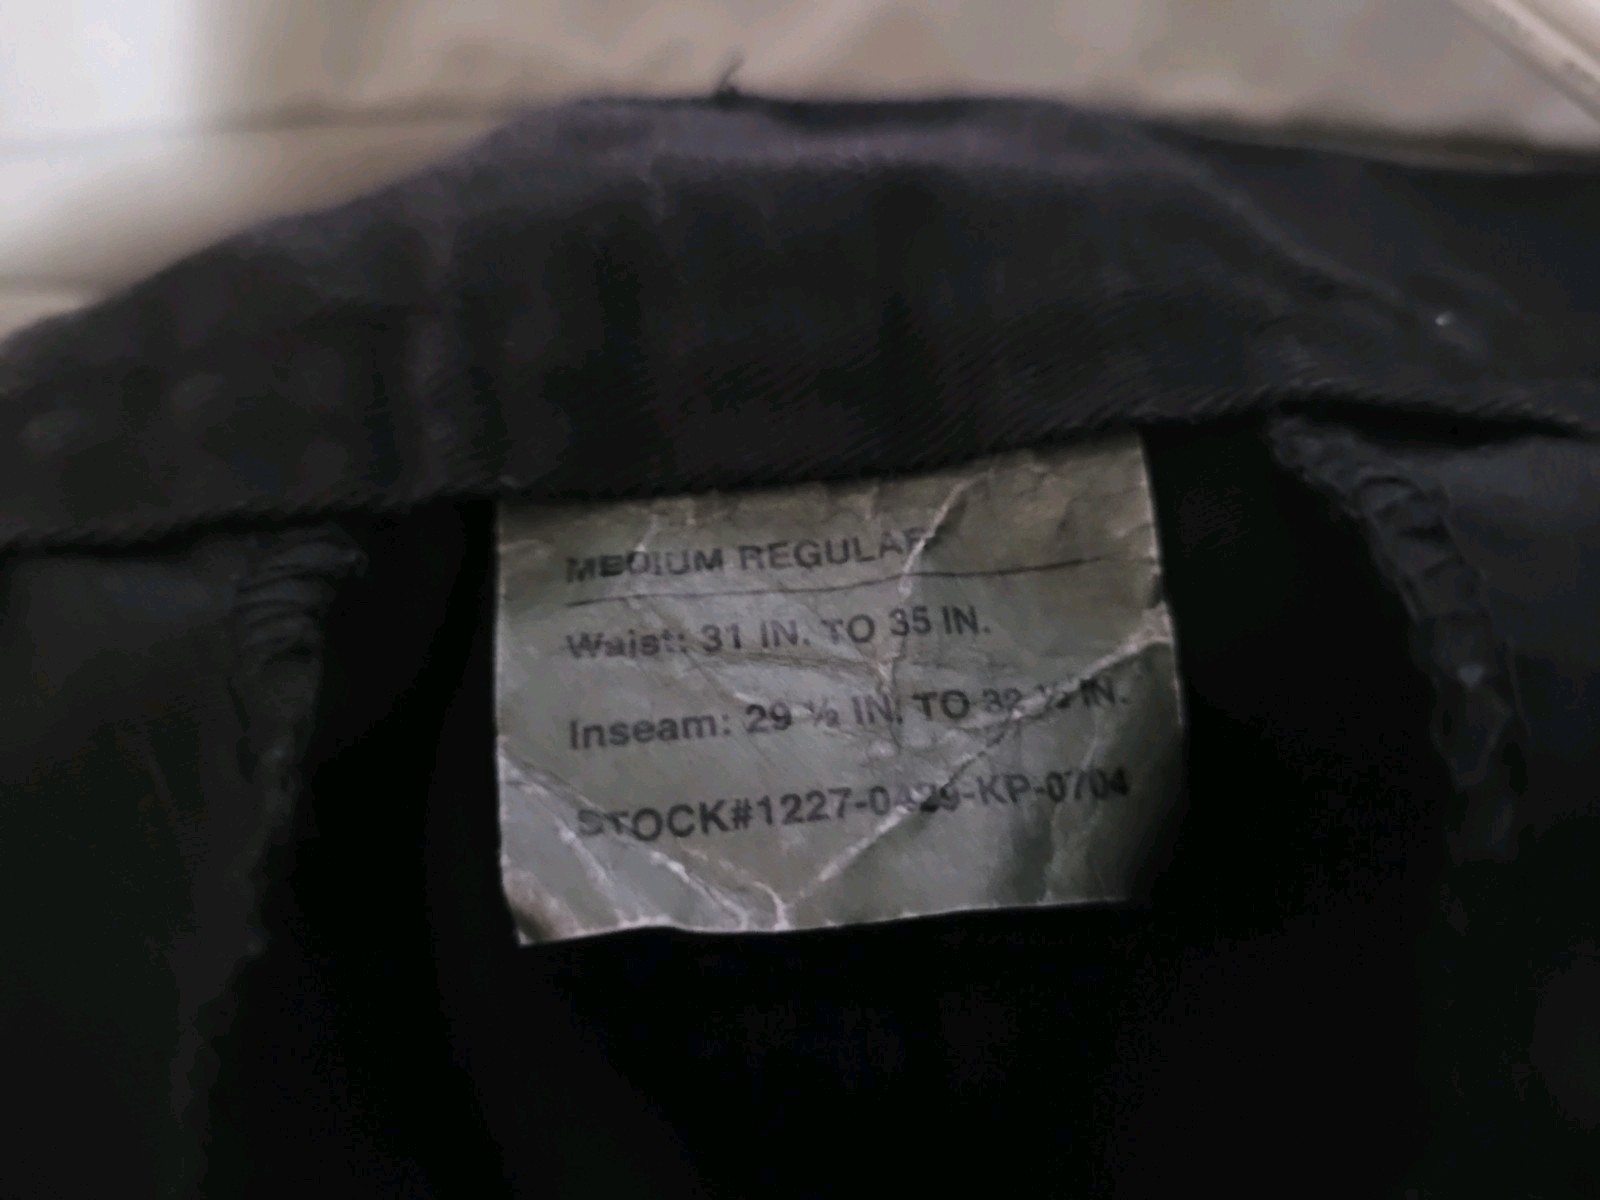 MEDIUM REGULAR
Waist: 31 IN. TO 35 IN.
Inseam: 29 ½ IN. TO 32 ½ IN.
STOCK#